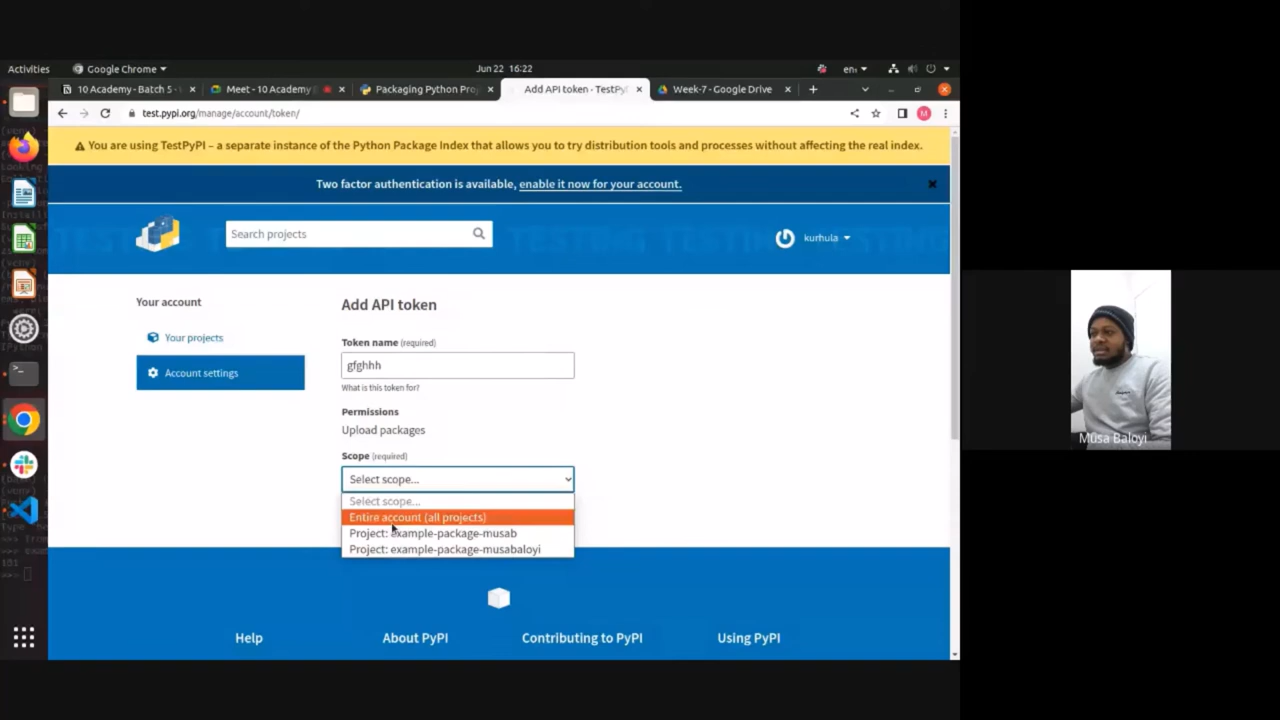 Activities
Google Chrome
Jun 22 16:22
en₁
10 Academy - Batch 5 -
Meet - 10 Academy
Packaging Python Pro
Add API token · TestPy
Week-7 - Google Drive
test.pypi.org/manage/account/token/
M
You are using TestPyPI – a separate instance of the Python Package Index that allows you to try distribution tools and processes without affecting the real index.
Two factor authentication is available, enable it now for your account.
Search projects
kurhula
Your account
Your projects
Account settings
Add API token
Token name (required)
gfghhh
What is this token for?
Permissions
Upload packages
Scope (required)
Select scope...
Select scope...
Entire account (all projects)
Project: example-package-musab
Project: example-package-musabaloyi
Help
About PyPI
Contributing to PyPI
Using PyPI
Musa Baloyi